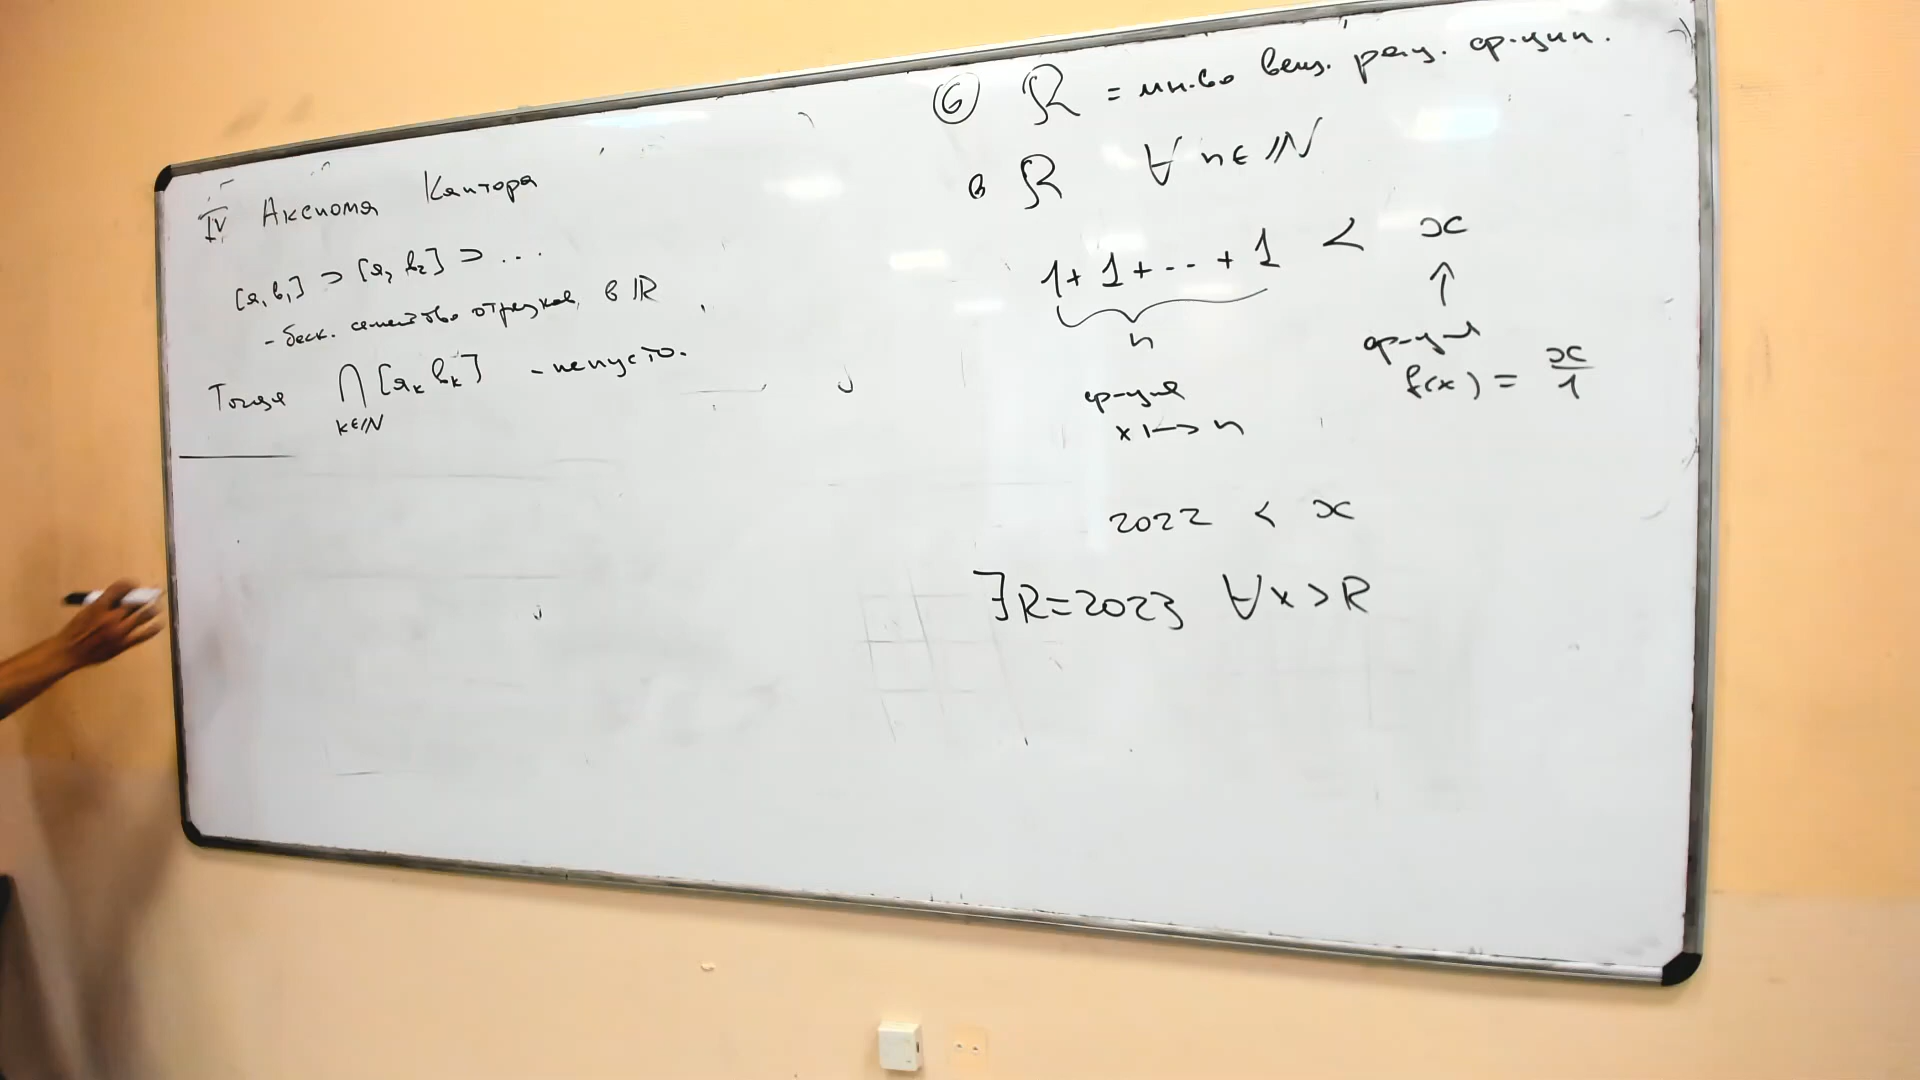 IV Аксиома Кантора
[a₁ b₁] ⊃ [a₂ b₂] ⊃ ...
- беск. семейство отрезков в ℝ,
Тогда ⋂ [aₖ bₖ] - непусто.
k∈ℕ
⑥ ℛ = мн-во вещ. рац. ф-ций.
в ℛ ∀ n ∈ ℕ
1+1+...+1 < x
n
ф-ция
x ↦ n
↑
ф-ция
f(x) = x/1
2022 < x
∃R=2023 ∀x>R